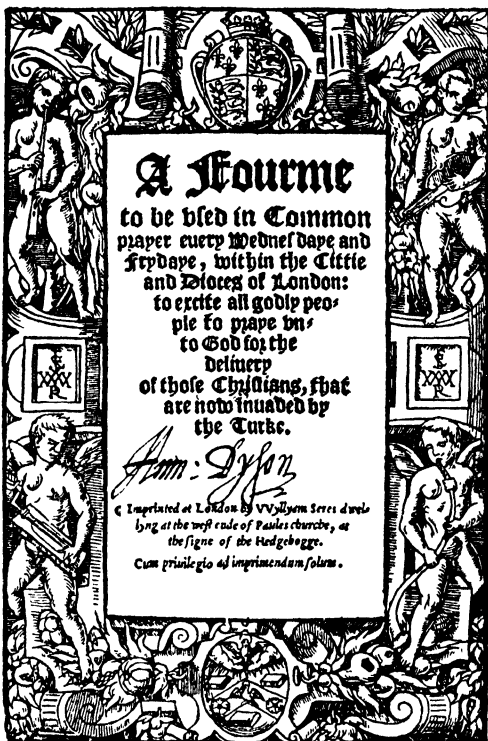 A Fourme
to be vsed in Common
prayer euery Wednesdaye and
Frydaye, within the Cittie
and Dioces of London:
to excite all godly peo-
ple to praye vn-
to God for the
deliuery
of those Christians, that
are now inuaded by
the Turke.
Hum: Dyson
¶ Imprinted at London by VVyllyam Seres dwel-
lyng at the west ende of Paules churche, at
the signe of the Hedgehogge.
Cum priuilegio ad imprimendum solum.